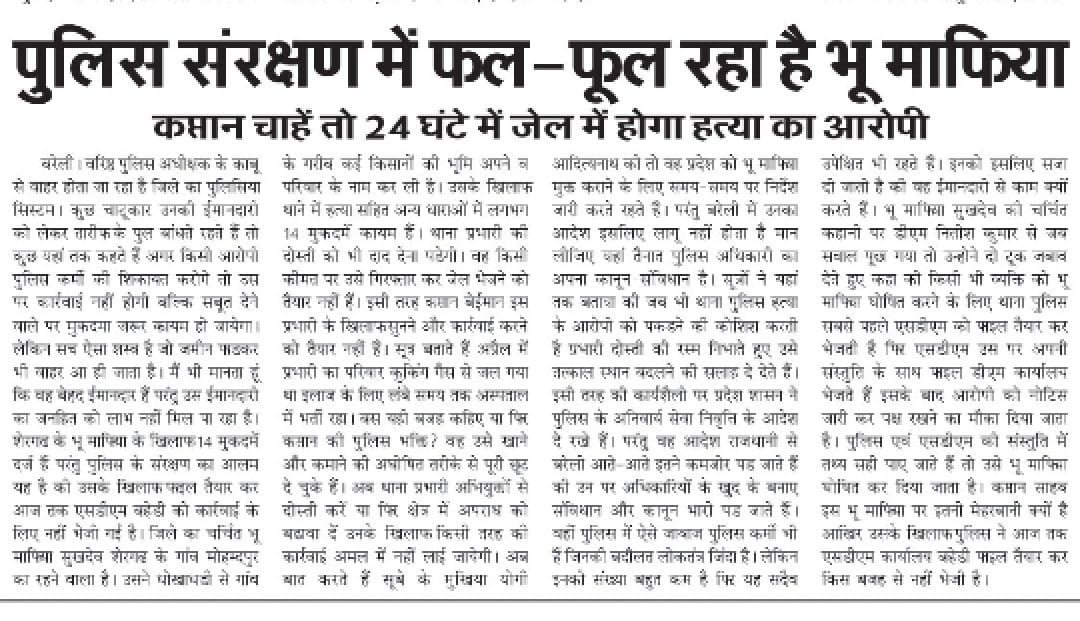 पुलिस संरक्षण में फल-फूल रहा है भू माफिया
कप्तान चाहें तो 24 घंटे में जेल में होगा हत्या का आरोपी
बरेली। वरिष्ठ पुलिस अधीक्षक के काबू
से बाहर होता जा रहा है जिले का पुलिसिया
सिस्टम। कुछ चाटूकार उनकी ईमानदारी
को लेकर तारीफ के पुल बांधते रहते हैं तो
कुछ यहां तक कहते हैं अगर किसी आरोपी
पुलिस कर्मी की शिकायत करोगे तो उस
पर कार्रवाई नहीं होगी बल्कि सबूत देने
वाले पर मुकदमा जरूर कायम हो जायेगा।
लेकिन सच ऐसा शस्त्र है जो जमीन फाडकर
भी बाहर आ ही जाता है। मैं भी मानता हूं
कि वह बेहद ईमानदार हैं परंतु उस ईमानदारी
का जनहित को लाभ नहीं मिल पा रहा है।
शेरगढ के भू माफिया के खिलाफ 14 मुकदमें
दर्ज हैं परंतु पुलिस के संरक्षण का आलम
यह है की उसके खिलाफ फाइल तैयार कर
आज तक एसडीएम बहेडी को कार्रवाई के
लिए नहीं भेजी गई है। जिले का चर्चित भू
माफिया सुखदेव शेरगढ के गांव मोहम्दपुर
का रहने वाला है। उसने धोखाधडी से गांव
के गरीब कई किसानों की भूमि अपने व
परिवार के नाम कर ली है। उसके खिलाफ
थाने में हत्या सहित अन्य धाराओं में लगभग
14 मुकदमें कायम हैं। थाना प्रभारी की
दोस्ती को भी दाद देना पडेगी। वह किसी
कीमत पर उसे गिरफ्तार कर जेल भेजने को
तैयार नहीं हैं। इसी तरह कप्तान बेईमान इस
प्रभारी के खिलाफ सुनने और कार्रवाई करने
को तैयार नहीं हैं। सूत्र बताते हैं अप्रैल में
प्रभारी का परिवार कुकिंग गैस से जल गया
था इलाज के लिए लंबे समय तक अस्पताल
में भर्ती रहा। बस यही बजह कहिए या फिर
कप्तान की पुलिस भक्ति? वह उसे खाने
और कमाने की अघोषित तरीके से पूरी छूट
दे चुके हैं। अब थाना प्रभारी अभियुक्तों से
दोस्ती करें या फिर क्षेत्र में अपराध को
बढावा दें उनके खिलाफ किसी तरह की
कार्रवाई अमल में नहीं लाई जायेगी। अब
बात करते हैं सूबे के मुखिया योगी
आदित्यनाथ की तो वह प्रदेश को भू माफिया
मुक्त कराने के लिए समय-समय पर निर्देश
जारी करते रहते हैं। परंतु बरेली में उनका
आदेश इसलिए लागू नहीं होता है मान
लीजिए यहां तैनात पुलिस अधिकारी का
अपना कानून संविधान है। सूत्रों ने यहां
तक बताया की जब भी थाना पुलिस हत्या
के आरोपी को पकडने की कोशिश करती
है प्रभारी दोस्ती की रस्म निभाते हुए उसे
तत्काल स्थान बदलने की सलाह दे देते हैं।
इसी तरह की कार्यशैली पर प्रदेश शासन ने
पुलिस के अनिवार्य सेवा निवृति के आदेश
दे रखे हैं। परंतु वह आदेश राजधानी से
बरेली आते-आते इतने कमजोर पड जाते हैं
की उन पर अधिकारियों के खुद के बनाए
संविधान और कानून भारी पड जाते हैं।
यहीं पुलिस में ऐसे जाबाज पुलिस कर्मी भी
हैं जिनकी बदौलत लोकतंत्र जिंदा है। लेकिन
इनकी संख्या बहुत कम है फिर यह सदैव
उपेक्षित भी रहते हैं। इनको इसलिए सजा
दी जाती है की वह ईमानदारी से काम क्यों
करते हैं। भू माफिया सुखदेव की चर्चित
कहानी पर डीएम नितीश कुमार से जब
सवाल पूछ गया तो उन्होने दो टूक जवाब
देते हुए कहा की किसी भी व्यक्ति को भू
माफिया घोषित करने के लिए थाना पुलिस
सबसे पहले एसडीएम को फाइल तैयार कर
भेजती है फिर एसडीएम उस पर अपनी
संस्तुति के साथ फाइल डीएम कार्यालय
भेजते हैं इसके बाद आरोपी को नोटिस
जारी कर पक्ष रखने का मौका दिया जाता
है। पुलिस एवं एसडीएम की संस्तुति में
तथ्य सही पाए जाते हैं तो उसे भू माफिया
घोषित कर दिया जाता है। कप्तान साहब
इस भू माफिया पर इतनी मेहरबानी क्यों है
आखिर उसके खिलाफ पुलिस ने आज तक
एसडीएम कार्यालय बहेडी फाइल तैयार कर
किस बजह से नहीं भेजी है।